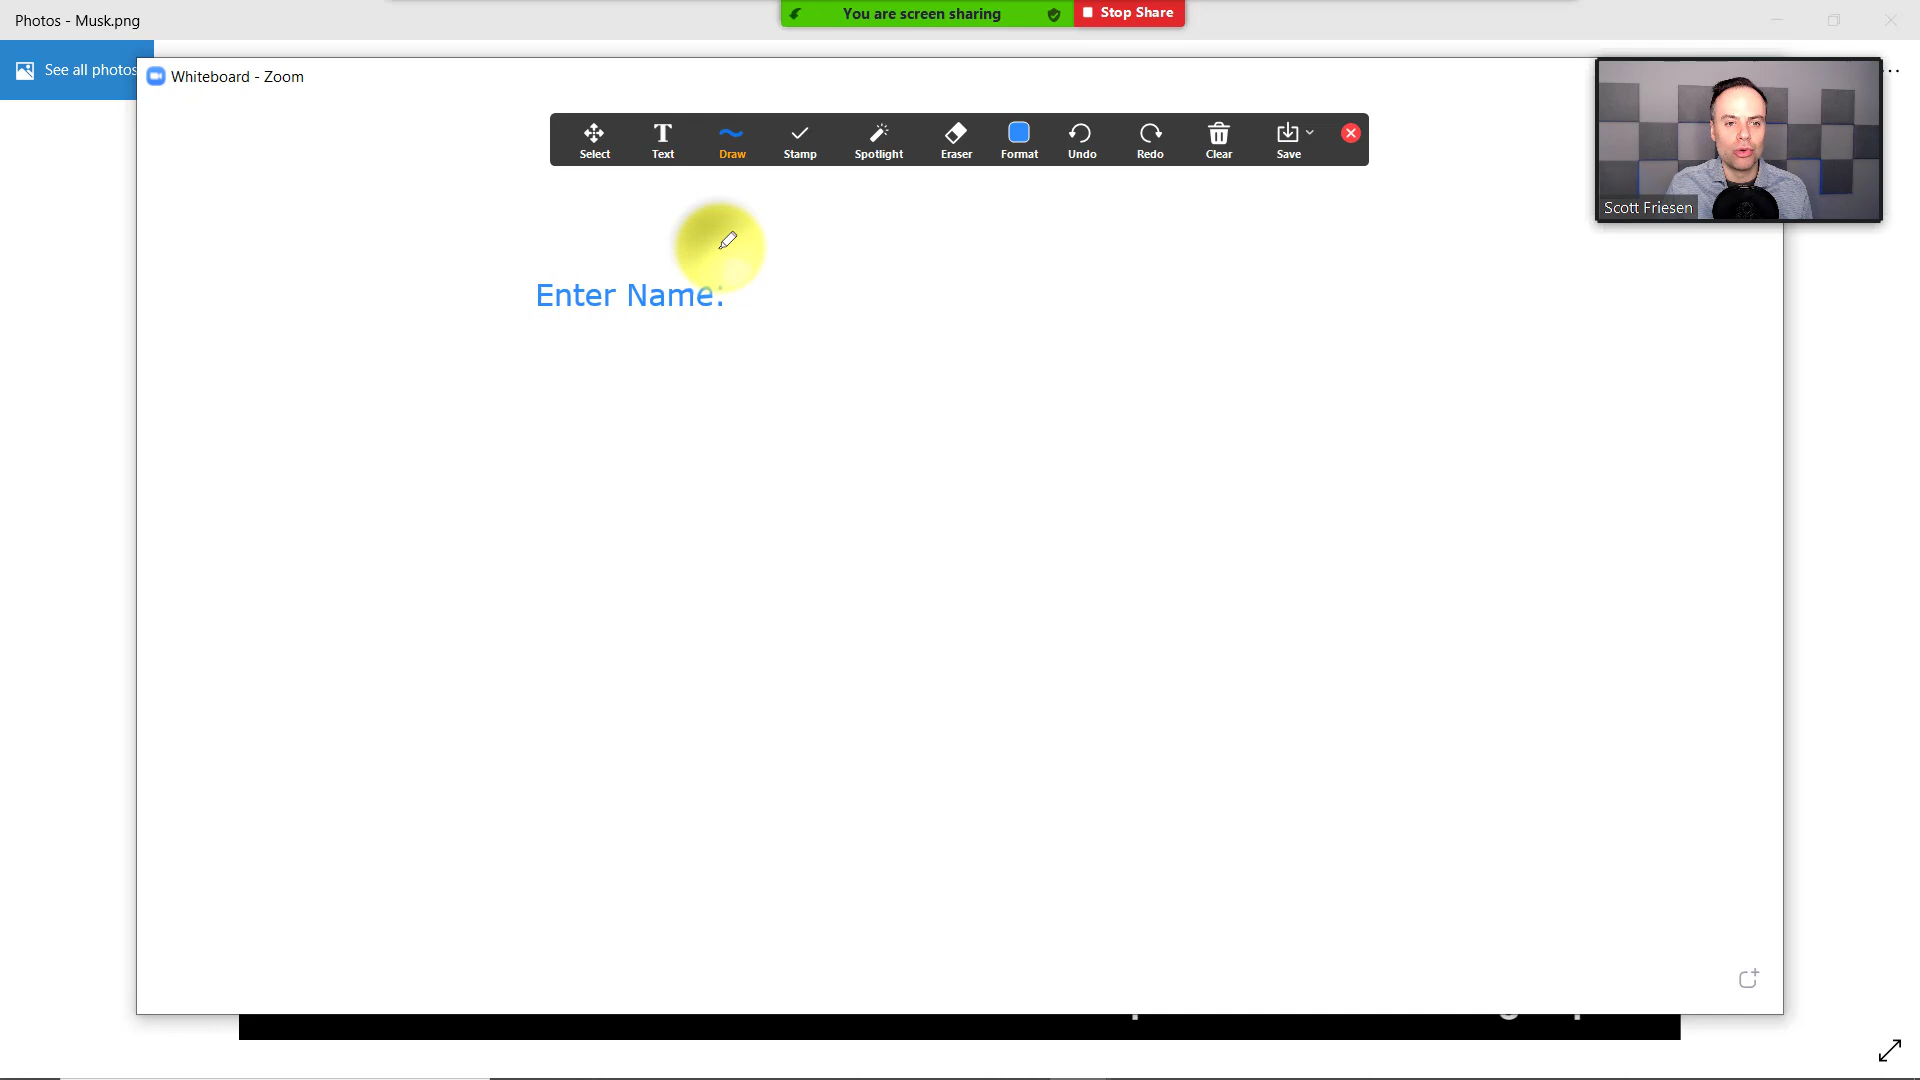 Photos - Musk.png
You are screen sharing
Stop Share
See all photos
Whiteboard - Zoom
Select
Text
Draw
Stamp
Spotlight
Eraser
Format
Undo
Redo
Clear
Save
Scott Friesen
Enter Name: